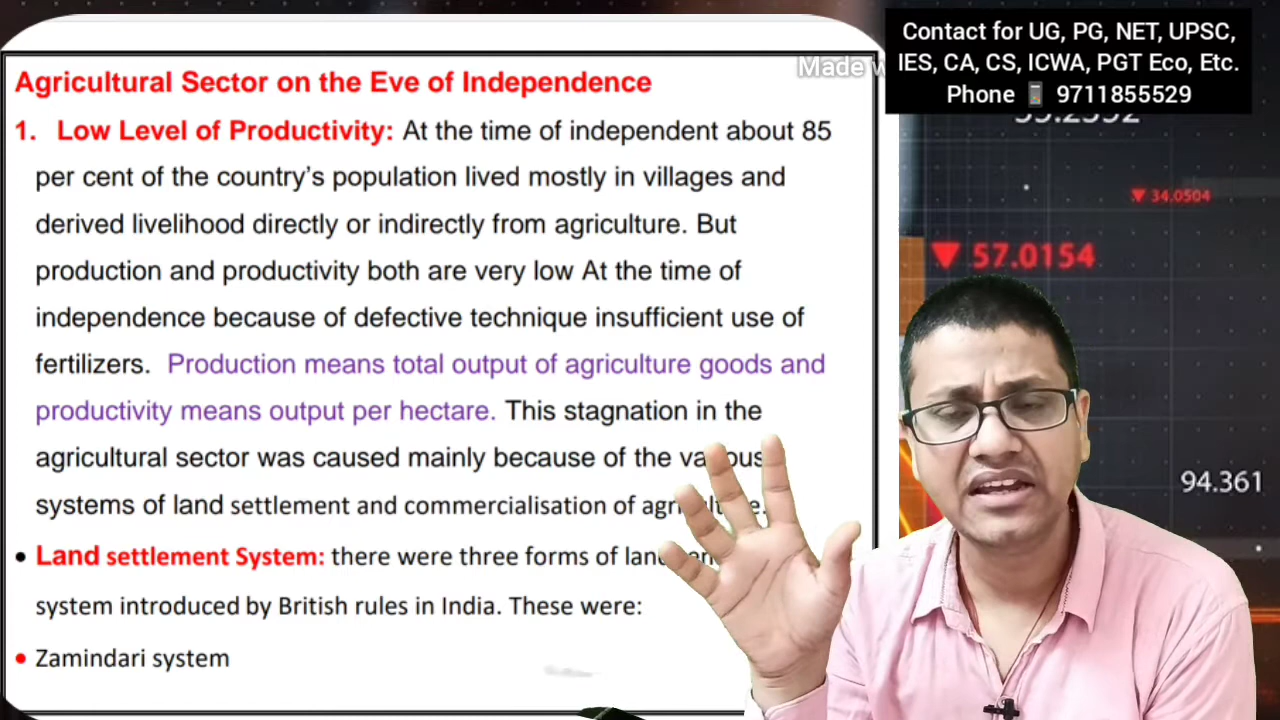 Agricultural Sector on the Eve of Independence
1. Low Level of Productivity: At the time of independent about 85
per cent of the country's population lived mostly in villages and
derived livelihood directly or indirectly from agriculture. But
production and productivity both are very low At the time of
independence because of defective technique insufficient use of
fertilizers. Production means total output of agriculture goods and
productivity means output per hectare. This stagnation in the
agricultural sector was caused mainly because of the various
systems of land settlement and commercialisation of
• Land settlement System: there were three forms of
system introduced by British rules in India. These were:
• Zamindari system
Made
Contact for UG, PG, NET, UPSC,
IES, CA, CS, ICWA, PGT Eco, Etc.
Phone 📱 9711855529
▼ 34.0504
▼ 57.0154
94.361